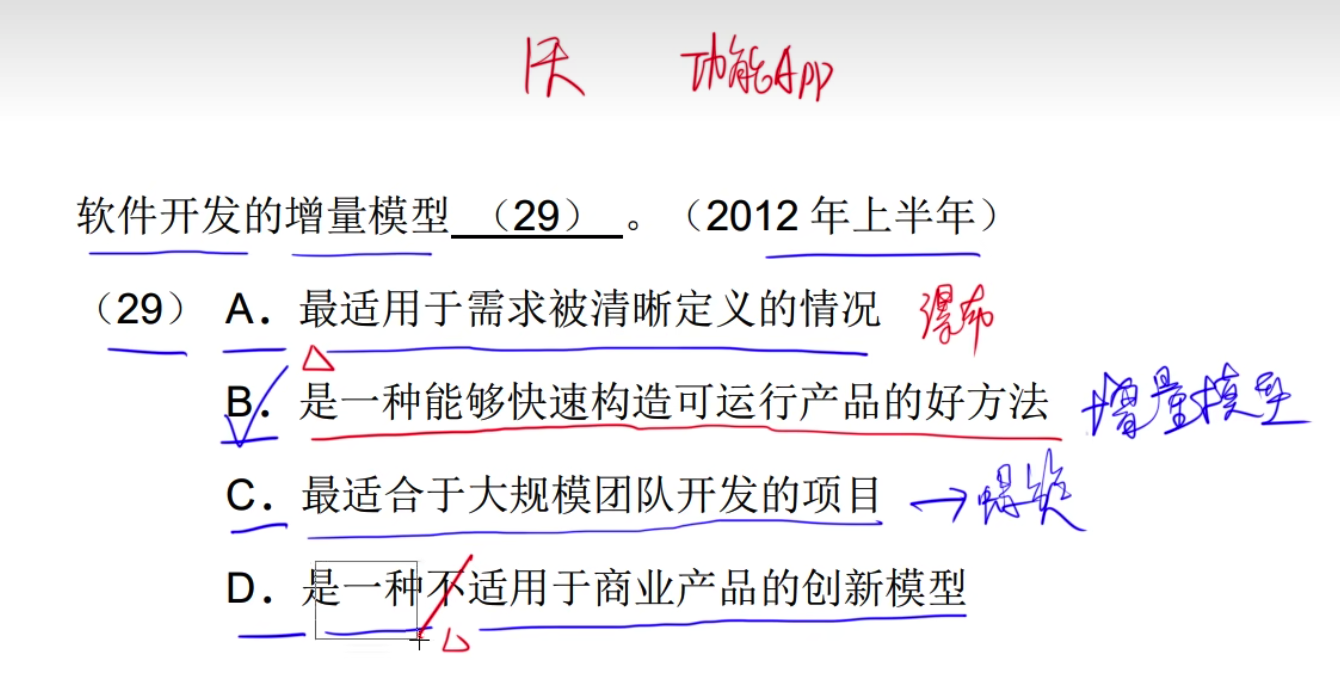 1天 功能App
软件开发的增量模型 （29） 。（2012 年上半年）
（29） A. 最适用于需求被清晰定义的情况 瀑布
B. 是一种能够快速构造可运行产品的好方法 增量模型
C. 最适合于大规模团队开发的项目 → 螺旋
D. 是一种不适用于商业产品的创新模型